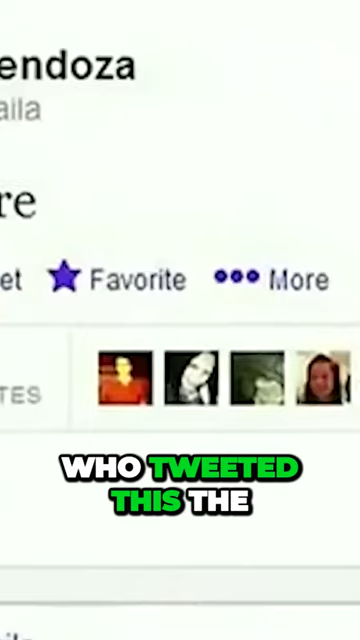 endoza
aila
re
et Favorite ••• More
TES
WHO TWEETED
THIS THE